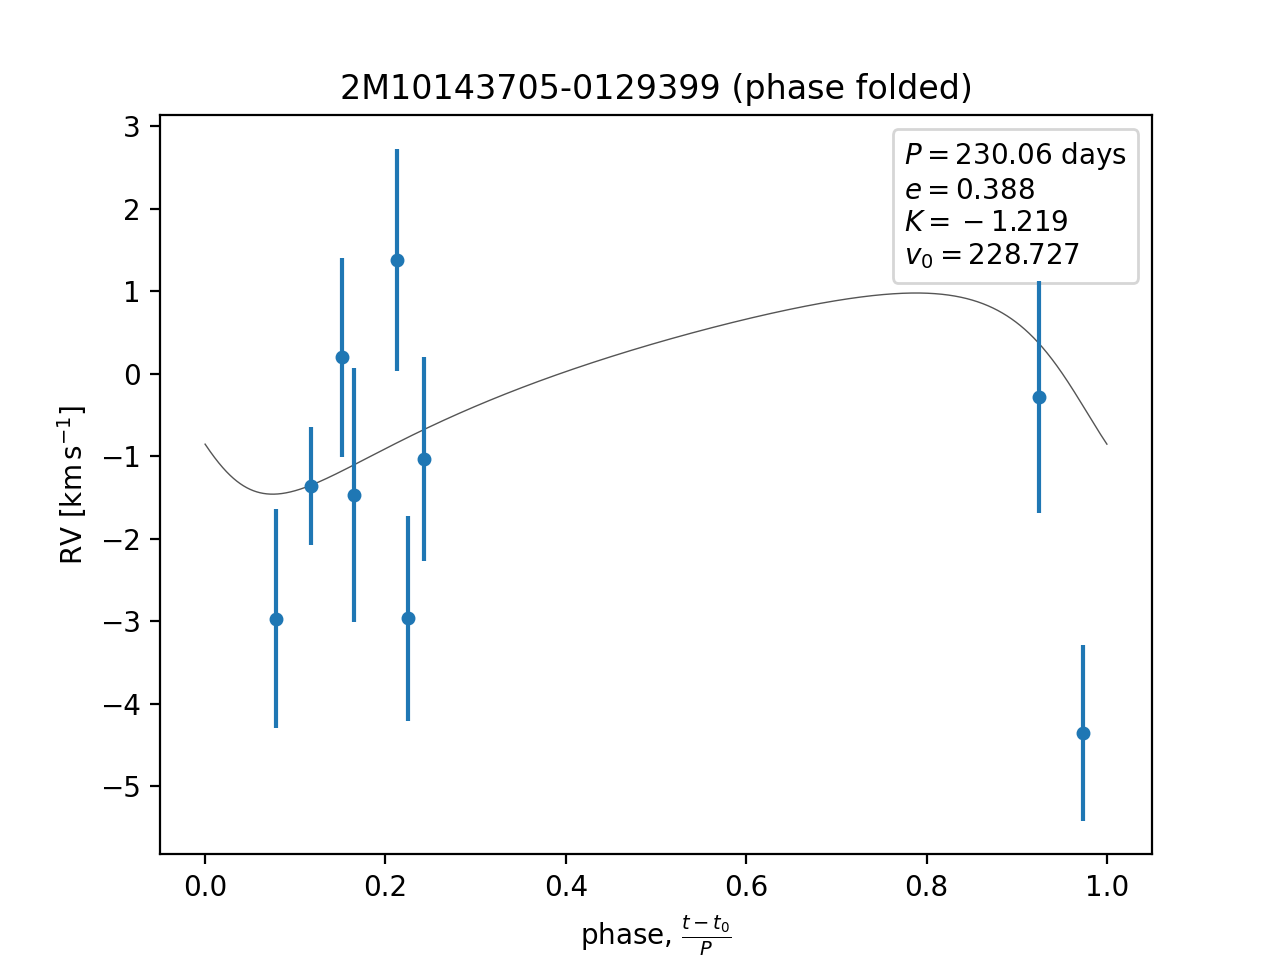 2M10143705-0129399 (phase folded)
P = 230.06 days
e = 0.388
K = −1.219
v₀ = 228.727
3
2
1
0
−1
−2
−3
−4
−5
RV [km s⁻¹]
0.0 0.2 0.4 0.6 0.8 1.0
phase, (t − t₀)/P